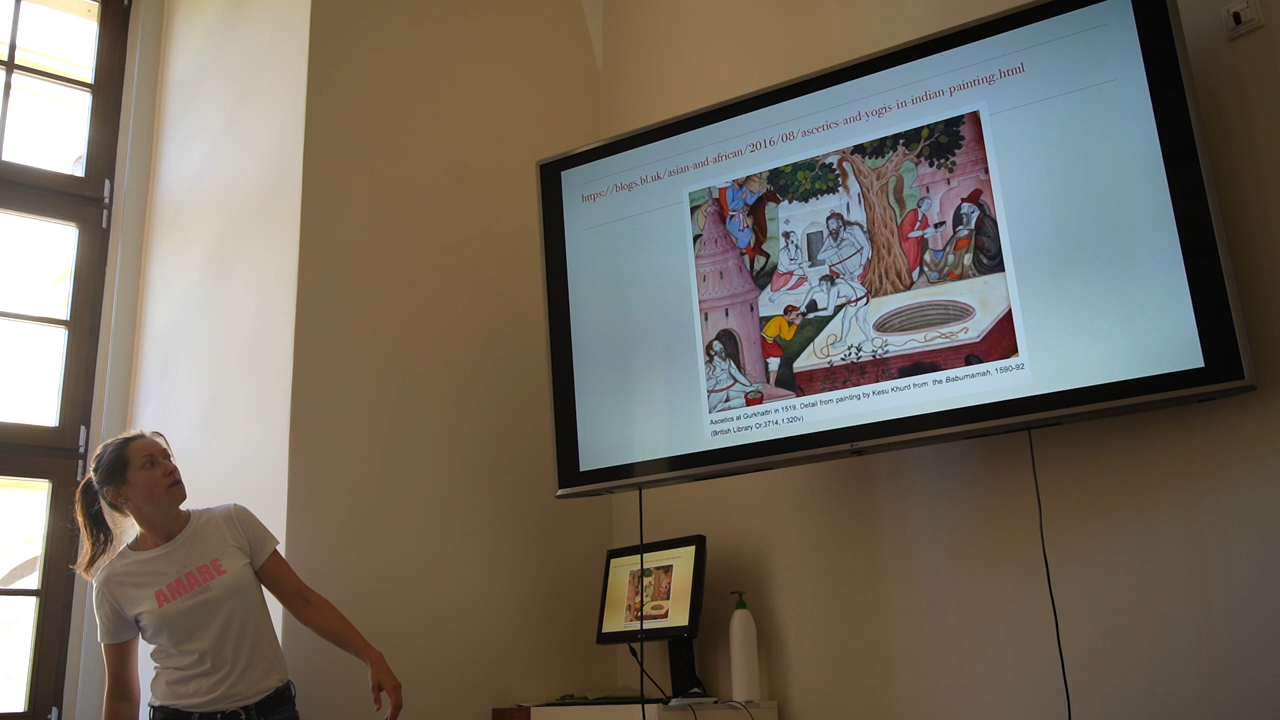 https://blogs.bl.uk/asian-and-african/2016/08/ascetics-and-yogis-in-indian-painting.html
Ascetics at Gurkhattri in 1519. Detail from painting by Kesu Khurd from the Baburnamah, 1590-92
(British Library Or.3714, f.320v)
AMARE